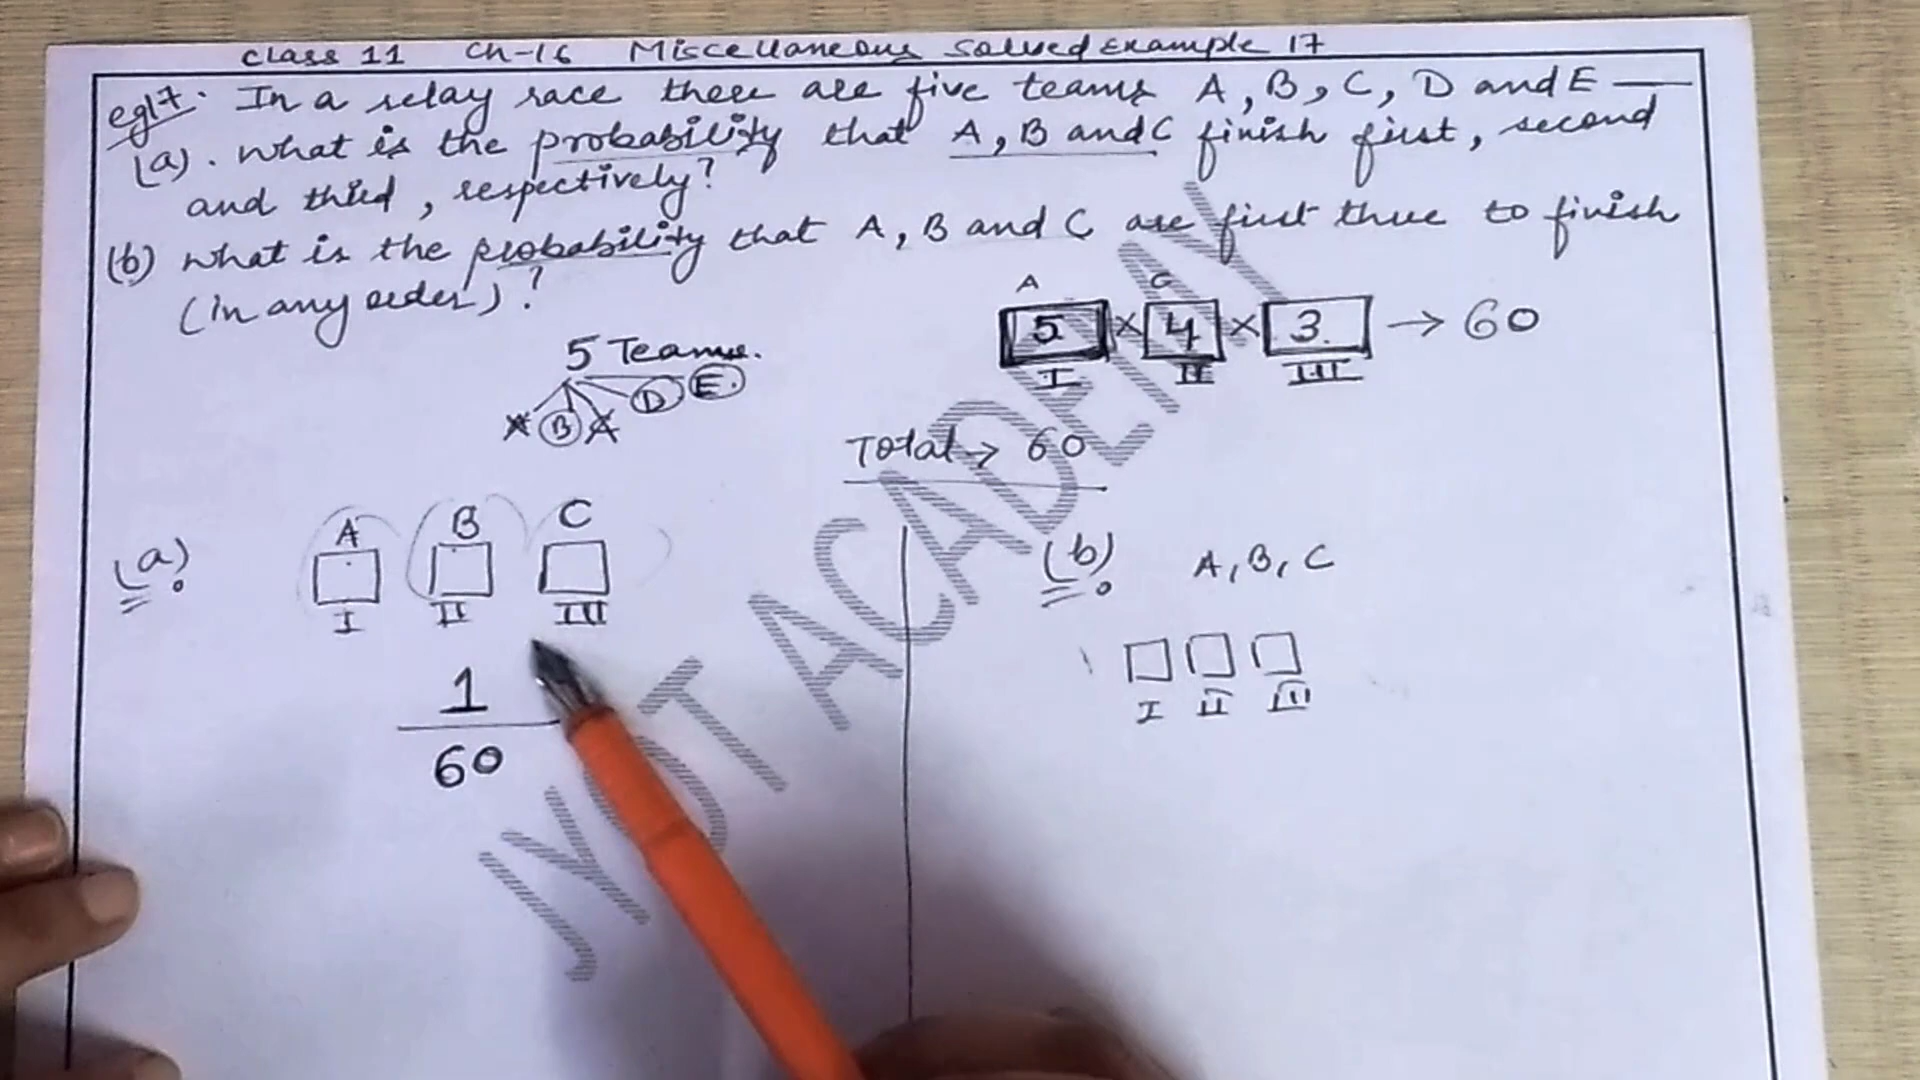 Class 11 Ch-16 Miscellaneous Solved Example 17
eg17. In a relay race there are five teams A, B, C, D and E —
(a). What is the probability that A, B and C finish first, second
and third, respectively?
(b) What is the probability that A, B and C are first three to finish
(in any order)?
A C
5 × 4 × 3 → 60
I II III
5 Teams.
A B C D E.
Total → 60
(a).
A B C
I II III
1
60
(b). A, B, C
I II III
JYOT ACADEMY